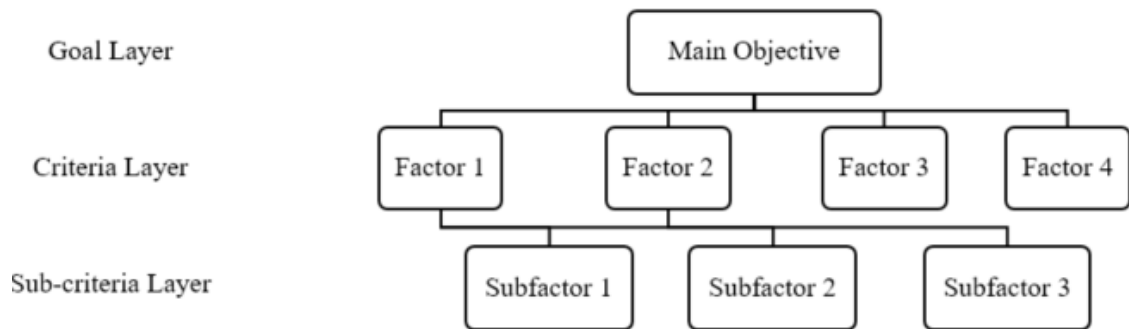 Goal Layer
Main Objective
Criteria Layer
Factor 1
Factor 2
Factor 3
Factor 4
Sub-criteria Layer
Subfactor 1
Subfactor 2
Subfactor 3